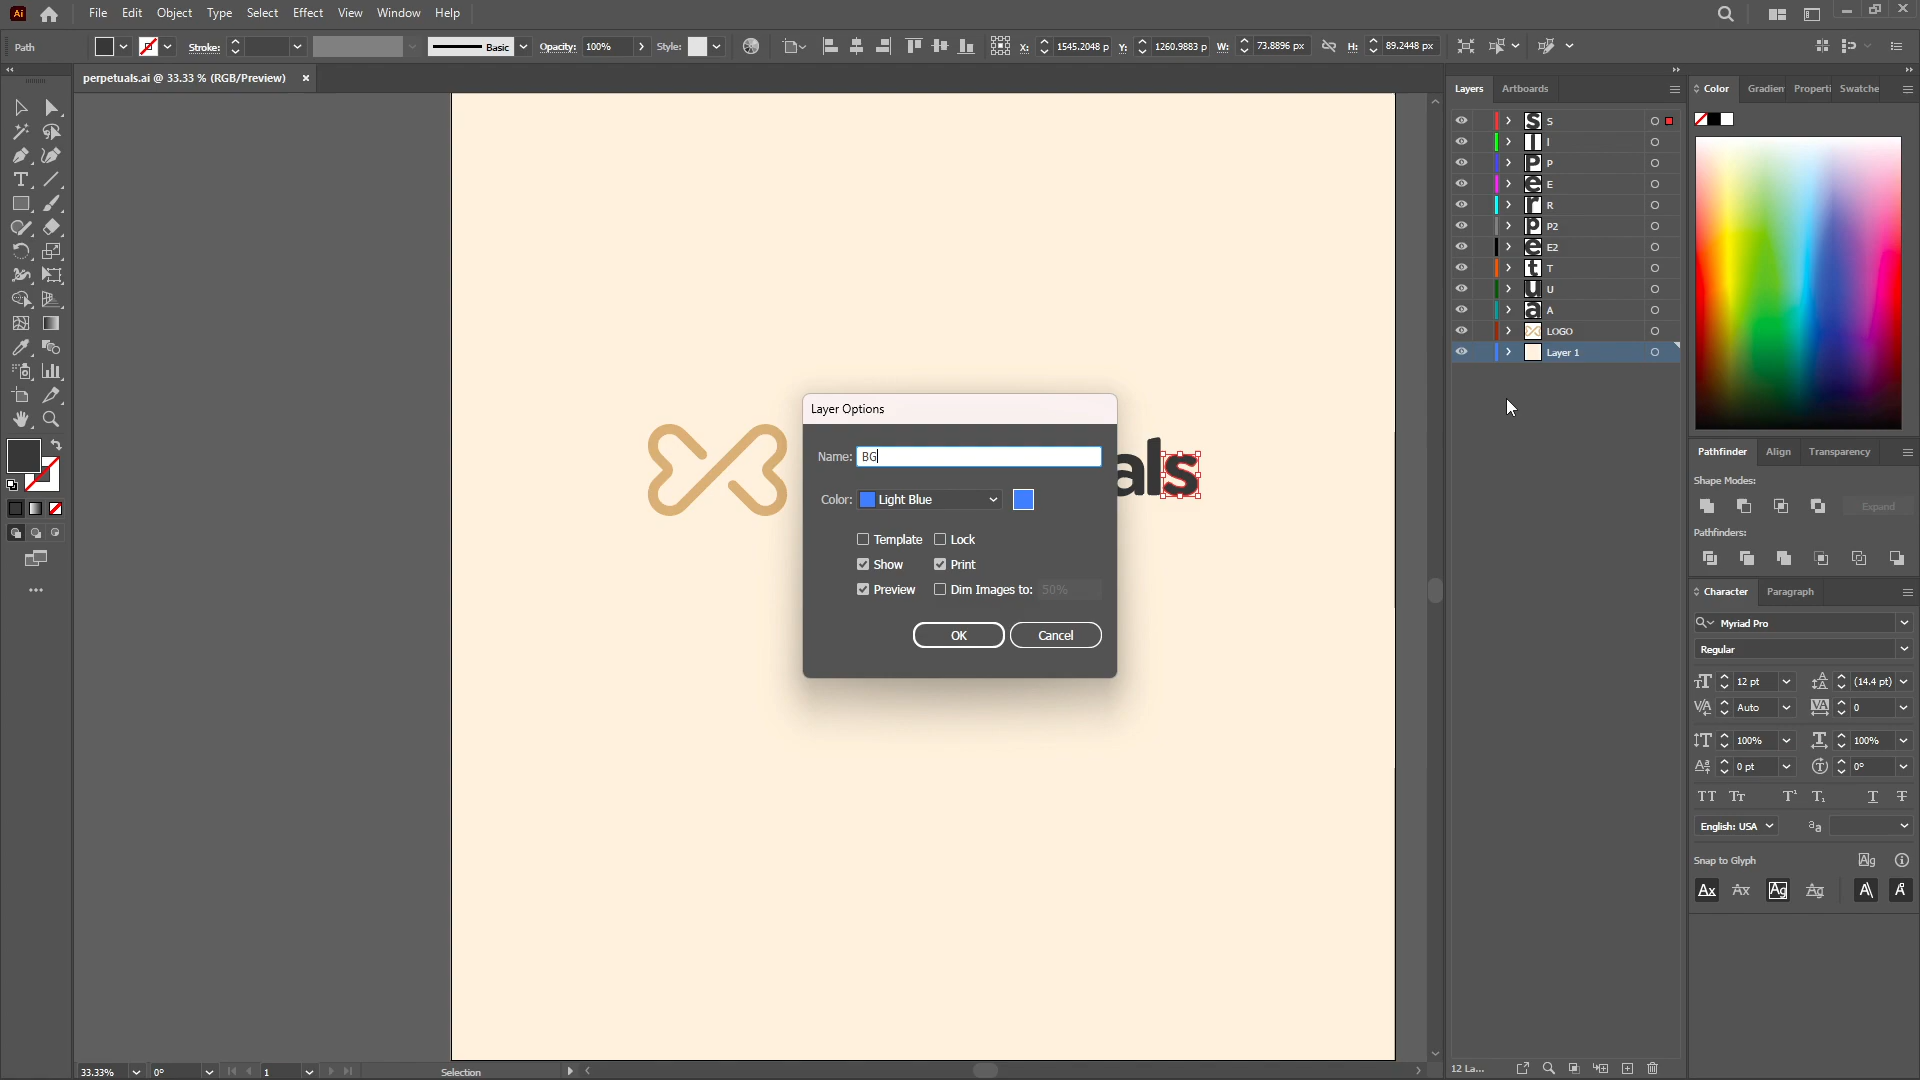 Ai File Edit Object Type Select Effect View Window Help
Path Stroke: Basic Opacity: 100% Style: X: 1545.2048 p Y: 1260.9883 p W: 73.8896 px H: 89.2448 px
perpetuals.ai @ 33.33 % (RGB/Preview)
Layers Artboards
S
I
P
E
R
P2
E2
T
U
A
LOGO
Layer 1
Color Gradien Properti Swatche
Layer Options
Name: BG
Color: Light Blue
Template Lock
Show Print
Preview Dim Images to: 50%
OK Cancel
als
Pathfinder Align Transparency
Shape Modes:
Expand
Pathfinders:
Character Paragraph
Myriad Pro
Regular
12 pt (14.4 pt)
Auto 0
100% 100%
0 pt 0°
English: USA
Snap to Glyph
33.33% 0° 1 Selection
12 La...